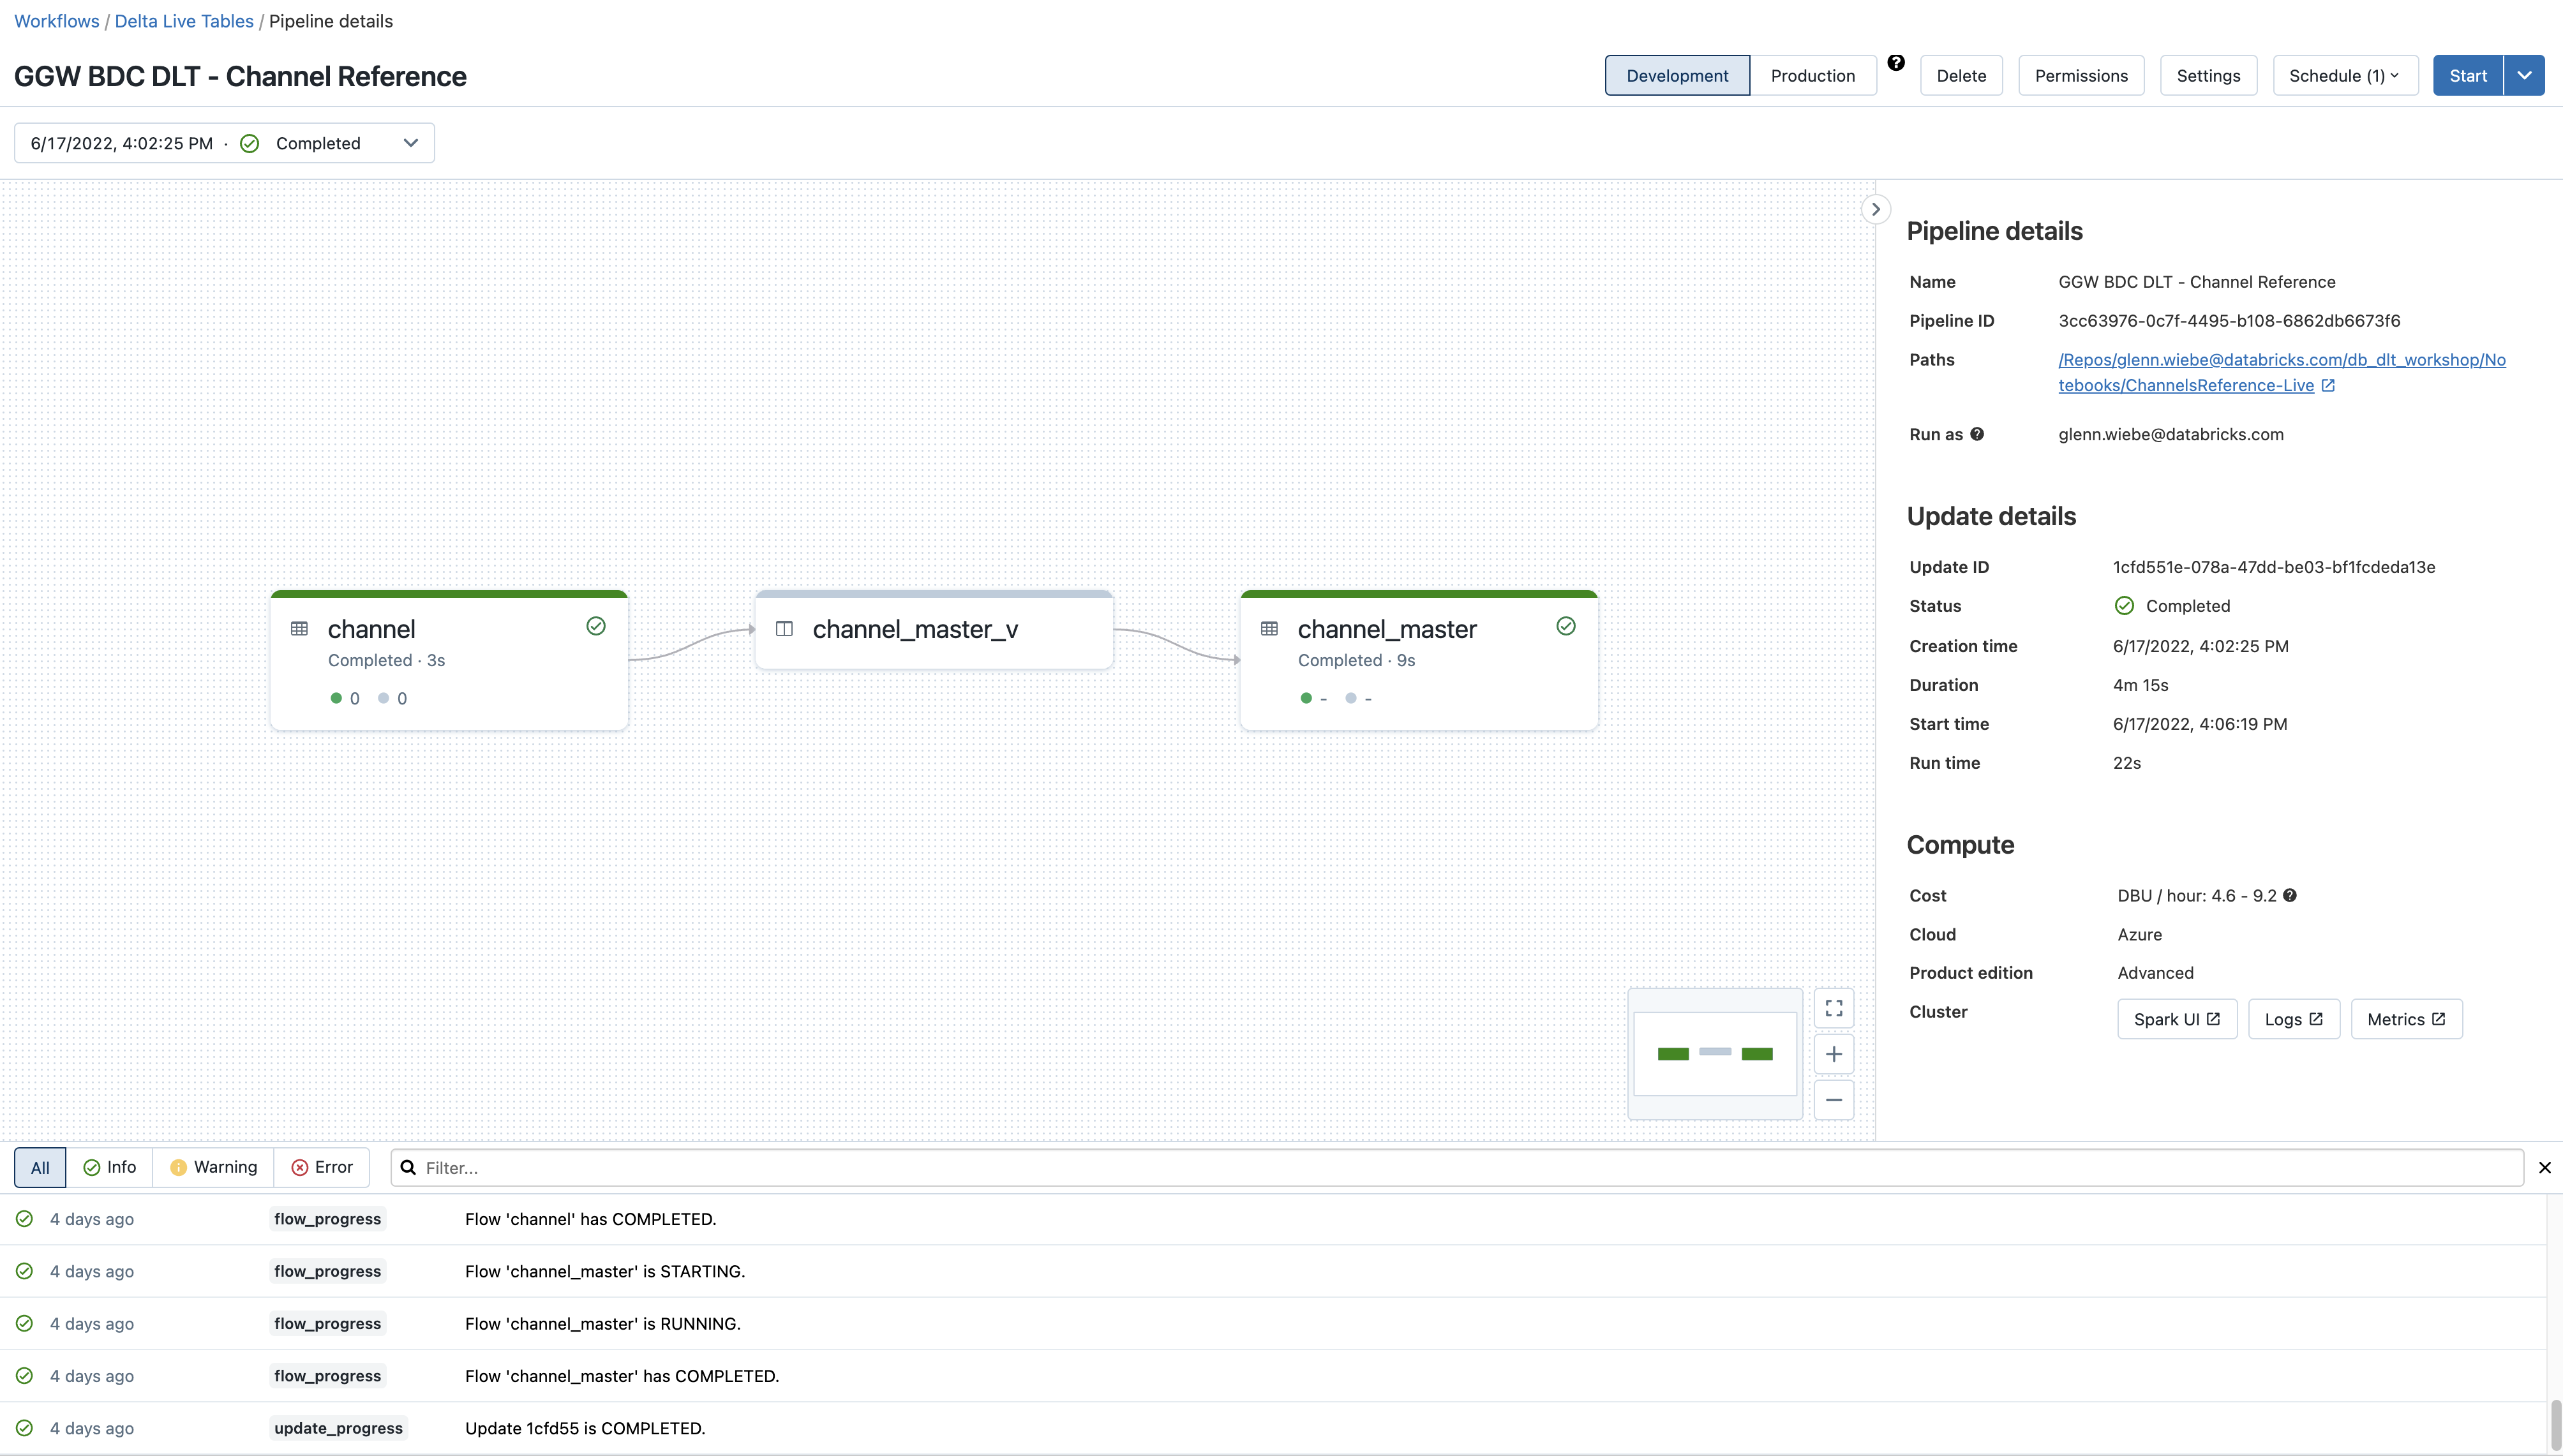 Workflows / Delta Live Tables / Pipeline details
GGW BDC DLT - Channel Reference
Development Production Delete Permissions Settings Schedule (1) Start
6/17/2022, 4:02:25 PM · Completed
channel
Completed · 3s
0 0
channel_master_v
channel_master
Completed · 9s
- -
Pipeline details
Name GGW BDC DLT - Channel Reference
Pipeline ID 3cc63976-0c7f-4495-b108-6862db6673f6
Paths /Repos/glenn.wiebe@databricks.com/db_dlt_workshop/No
tebooks/ChannelsReference-Live
Run as glenn.wiebe@databricks.com
Update details
Update ID 1cfd551e-078a-47dd-be03-bf1fcdeda13e
Status Completed
Creation time 6/17/2022, 4:02:25 PM
Duration 4m 15s
Start time 6/17/2022, 4:06:19 PM
Run time 22s
Compute
Cost DBU / hour: 4.6 - 9.2
Cloud Azure
Product edition Advanced
Cluster Spark UI Logs Metrics
All Info Warning Error Filter...
4 days ago flow_progress Flow 'channel' has COMPLETED.
4 days ago flow_progress Flow 'channel_master' is STARTING.
4 days ago flow_progress Flow 'channel_master' is RUNNING.
4 days ago flow_progress Flow 'channel_master' has COMPLETED.
4 days ago update_progress Update 1cfd55 is COMPLETED.